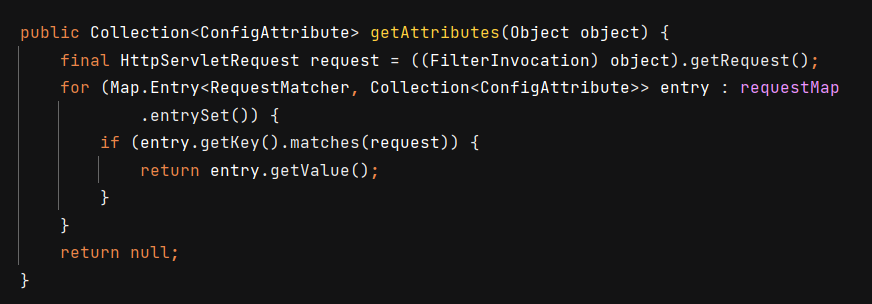 public Collection<ConfigAttribute> getAttributes(Object object) {
    final HttpServletRequest request = ((FilterInvocation) object).getRequest();
    for (Map.Entry<RequestMatcher, Collection<ConfigAttribute>> entry : requestMap
            .entrySet()) {
        if (entry.getKey().matches(request)) {
            return entry.getValue();
        }
    }
    return null;
}